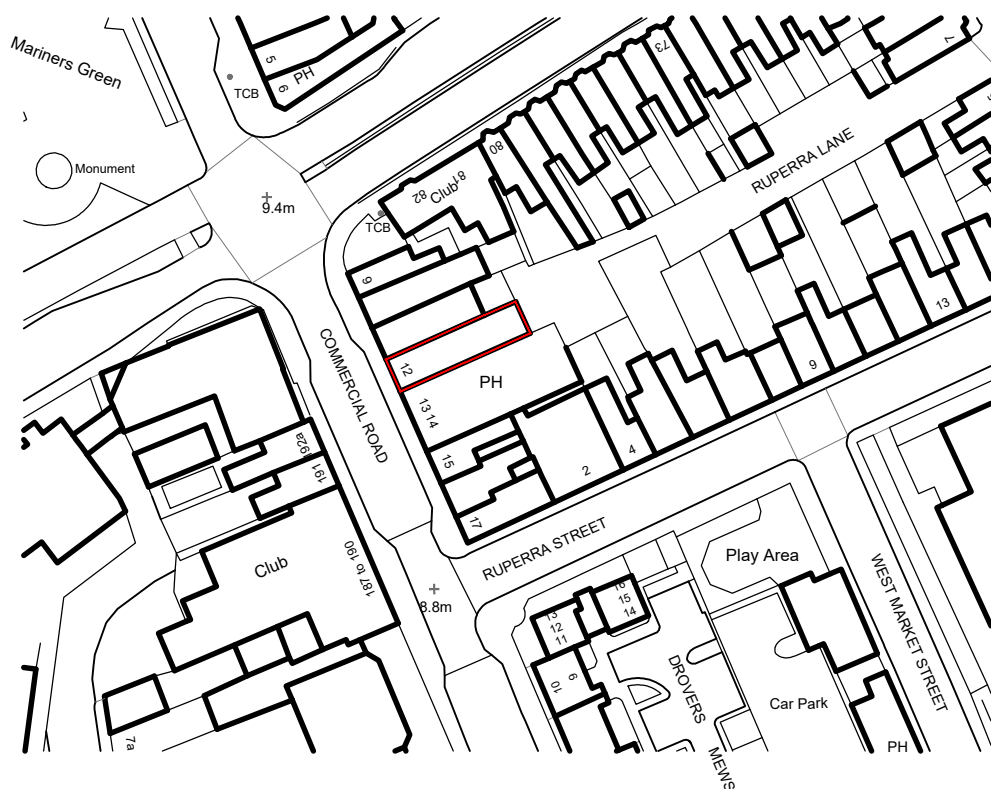 Mariners Green
5
6
PH
TCB
Monument
9.4m
73
80
81
82
Club
TCB
7
RUPERRA LANE
9
12
PH
13 14
15
17
2
4
9
13
COMMERCIAL ROAD
192a
191
187 to 190
Club
8.8m
RUPERRA STREET
Play Area
WEST MARKET STREET
16
15
14
13
12
11
9
10
DROVERS
MEWS
Car Park
PH
7a